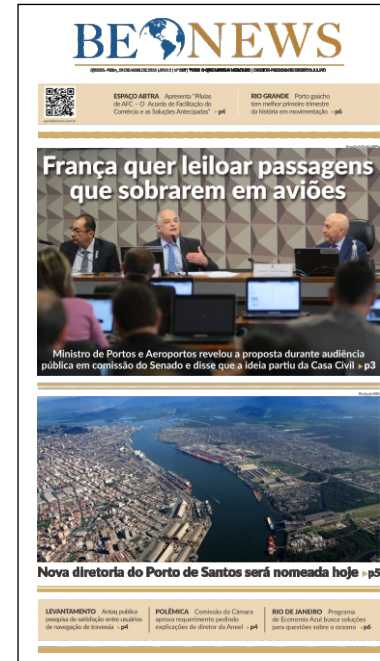 BE NEWS
ESPAÇO ABTRA Apresenta “Pílulas
de AFC – O Acordo de Facilitação do
Comércio e as Soluções Antecipadas” ▸ p4
RIO GRANDE Porto gaúcho
tem melhor primeiro trimestre
da história em movimentação ▸ p6
França quer leiloar passagens
que sobrarem em aviões
Ministro de Portos e Aeroportos revelou a proposta durante audiência
pública em comissão do Senado e disse que a ideia partiu da Casa Civil ▸ p3
Nova diretoria do Porto de Santos será nomeada hoje ▸ p5
LEVANTAMENTO Antaq publica
pesquisa de satisfação entre usuários
de navegação de travessia ▸ p4
POLÊMICA Comissão da Câmara
aprova requerimento pedindo
explicações de diretor da Aneel ▸ p4
RIO DE JANEIRO Programa
de Economia Azul busca soluções
para questões sobre o oceano ▸ p6